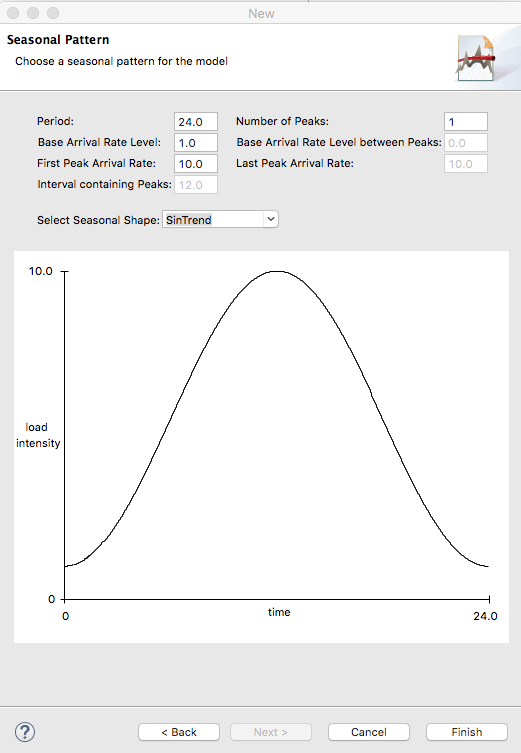 New
Seasonal Pattern
Choose a seasonal pattern for the model
Period: 24.0 Number of Peaks: 1
Base Arrival Rate Level: 1.0 Base Arrival Rate Level between Peaks: 0.0
First Peak Arrival Rate: 10.0 Last Peak Arrival Rate: 10.0
Interval containing Peaks: 12.0
Select Seasonal Shape: SinTrend
10.0
load
intensity
0
0 time 24.0
? < Back Next > Cancel Finish